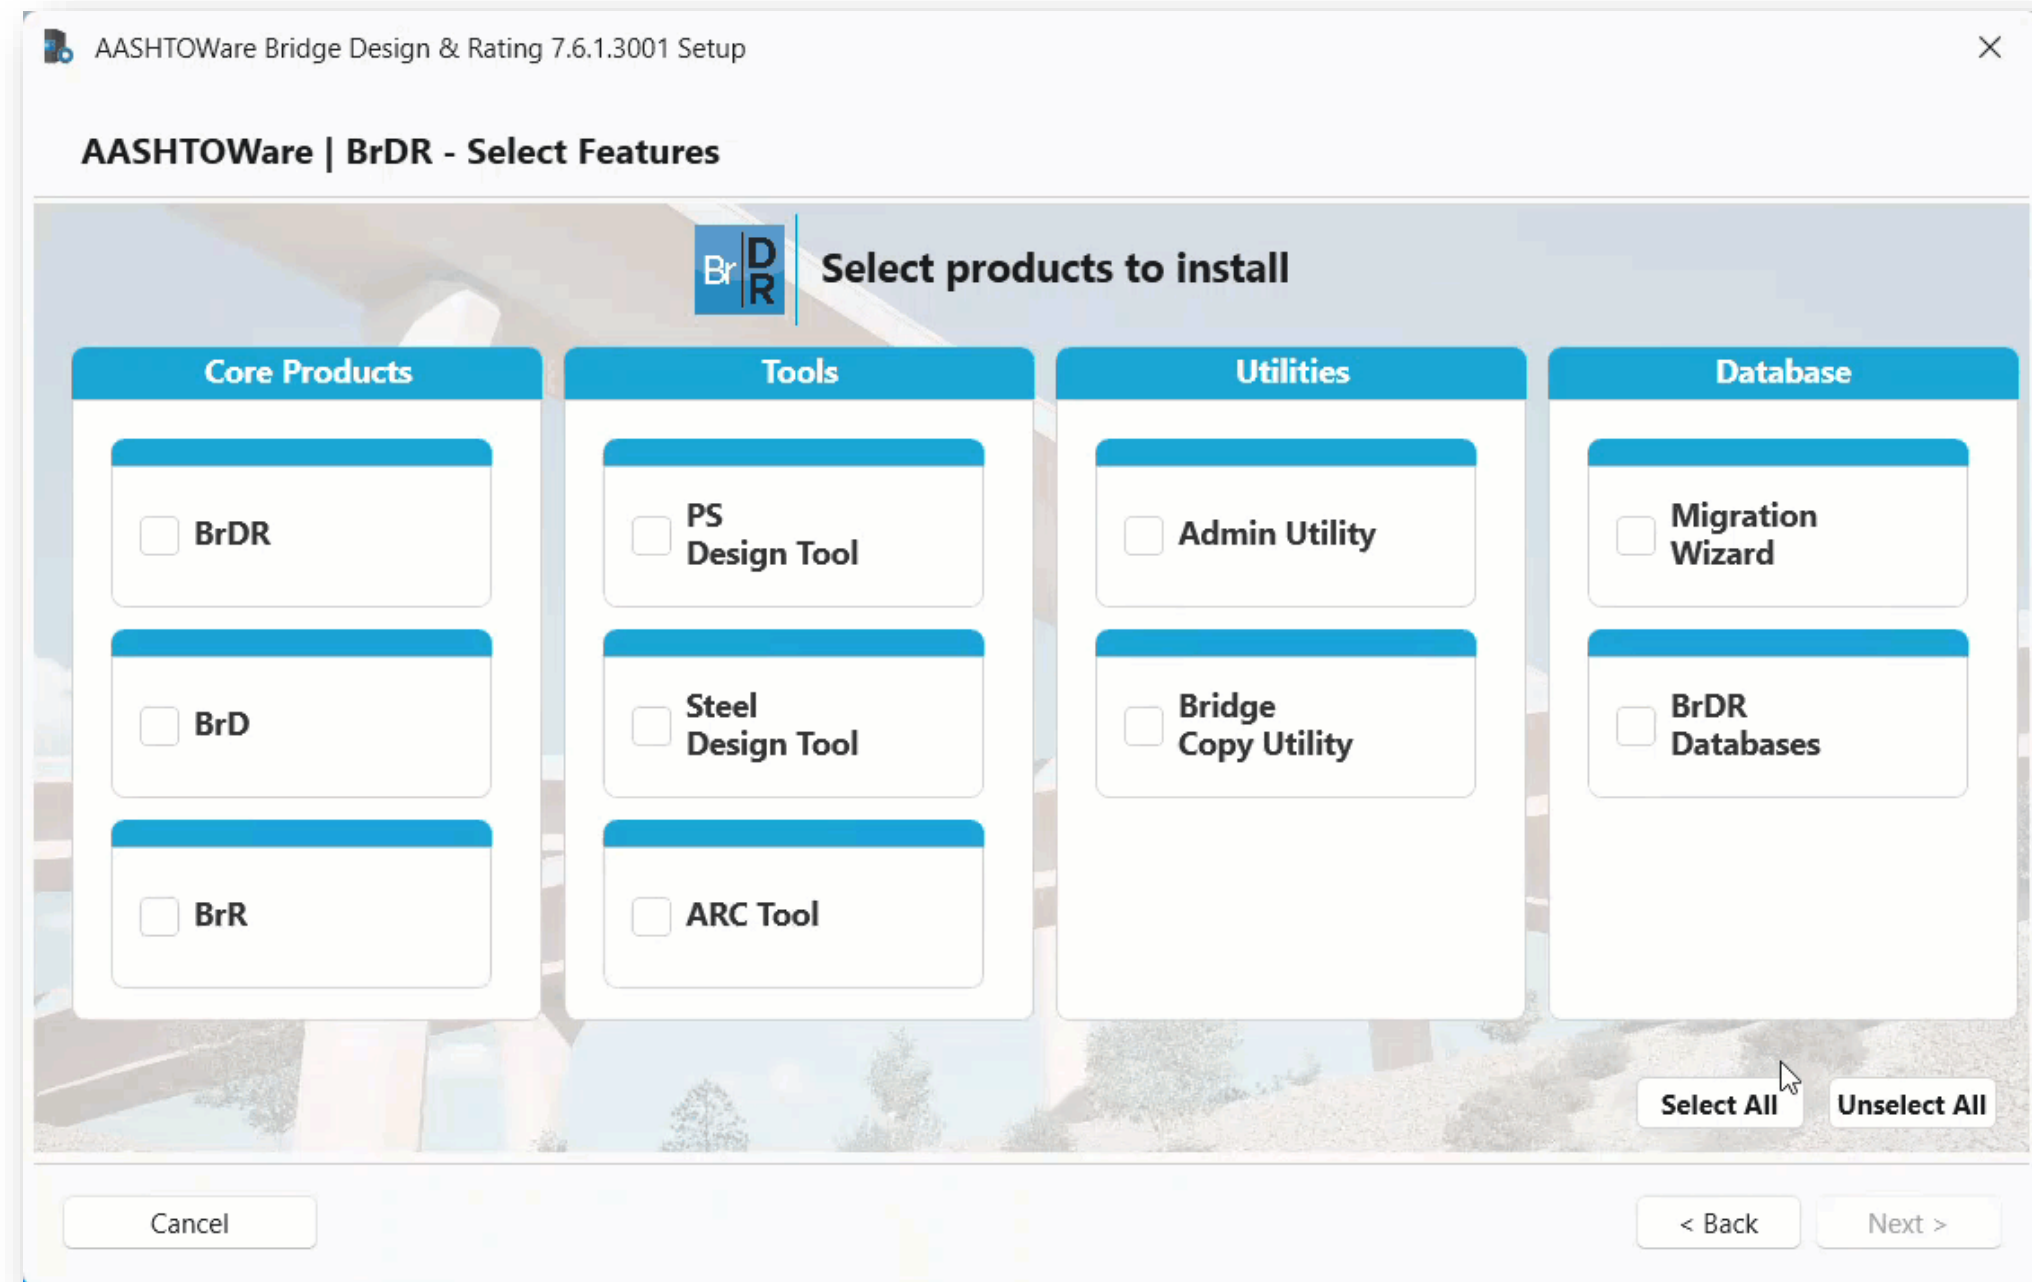 AASHTOWare Bridge Design & Rating 7.6.1.3001 Setup
AASHTOWare | BrDR - Select Features
Br D
R
Select products to install
Core Products
BrDR
BrD
BrR
Tools
PS
Design Tool
Steel
Design Tool
ARC Tool
Utilities
Admin Utility
Bridge
Copy Utility
Database
Migration
Wizard
BrDR
Databases
Select All
Unselect All
Cancel
< Back
Next >